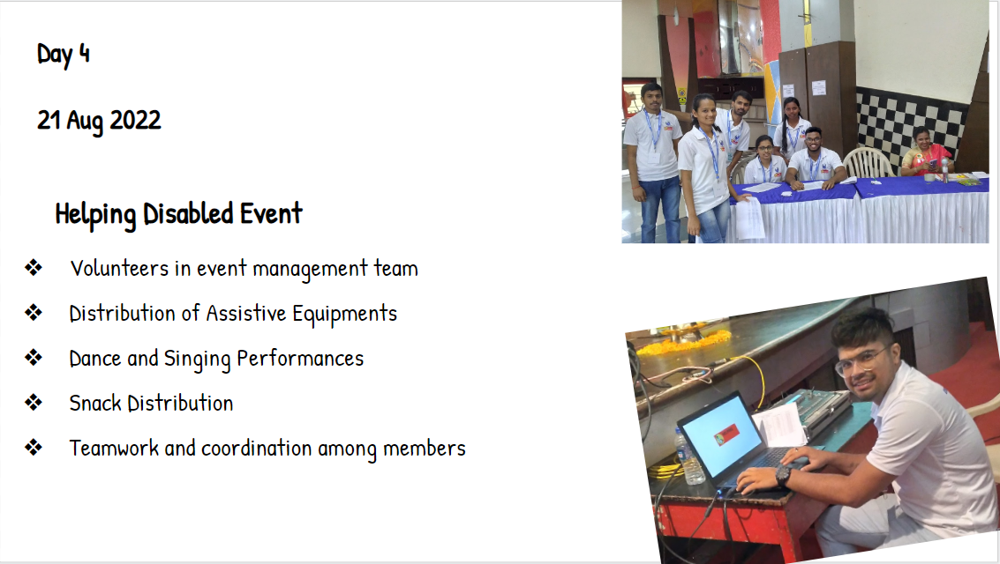 Day 4
21 Aug 2022
Helping Disabled Event
❖ Volunteers in event management team
❖ Distribution of Assistive Equipments
❖ Dance and Singing Performances
❖ Snack Distribution
❖ Teamwork and coordination among members